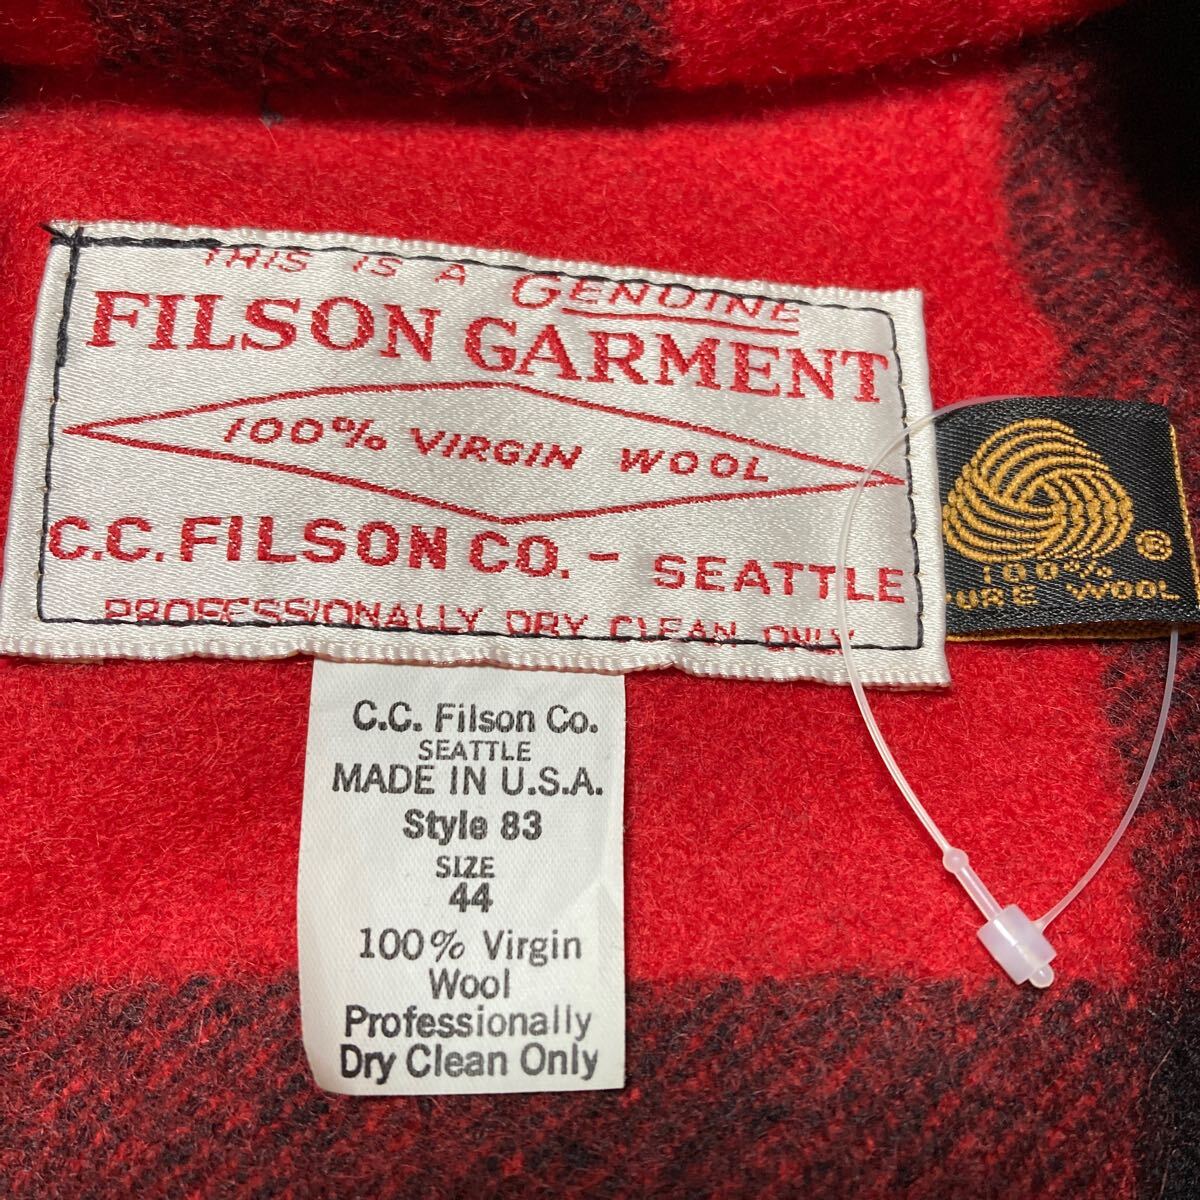 THIS IS A GENUINE
FILSON GARMENT
100% VIRGIN WOOL
C.C. FILSON CO. - SEATTLE
PROFESSIONALLY DRY CLEAN ONLY
100%
PURE WOOL
®
C.C. Filson Co.
SEATTLE
MADE IN U.S.A.
Style 83
SIZE
44
100% Virgin
Wool
Professionally
Dry Clean Only